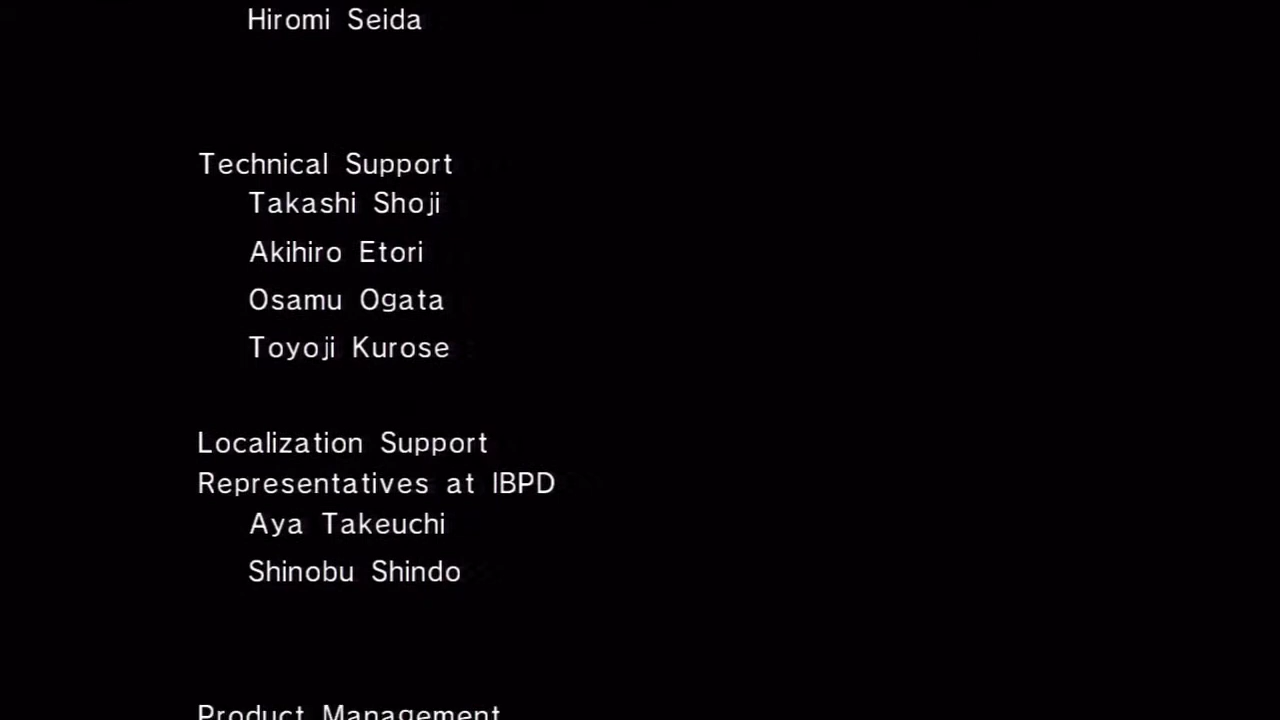 Hiromi Seida
Technical Support
Takashi Shoji
Akihiro Etori
Osamu Ogata
Toyoji Kurose
Localization Support
Representatives at IBPD
Aya Takeuchi
Shinobu Shindo
Product Management